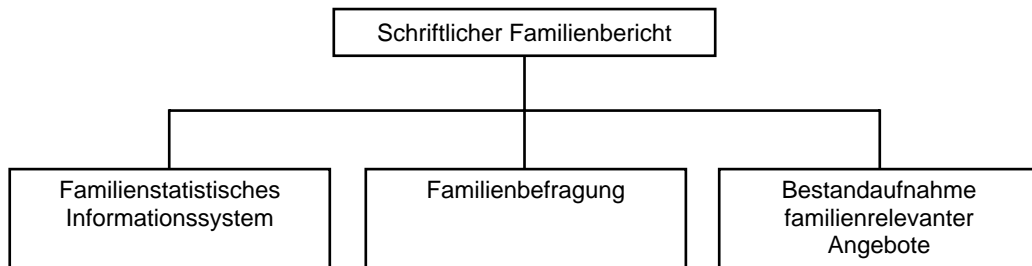 Schriftlicher Familienbericht
Familienstatistisches
Informationssystem
Familienbefragung
Bestandaufnahme
familienrelevanter
Angebote